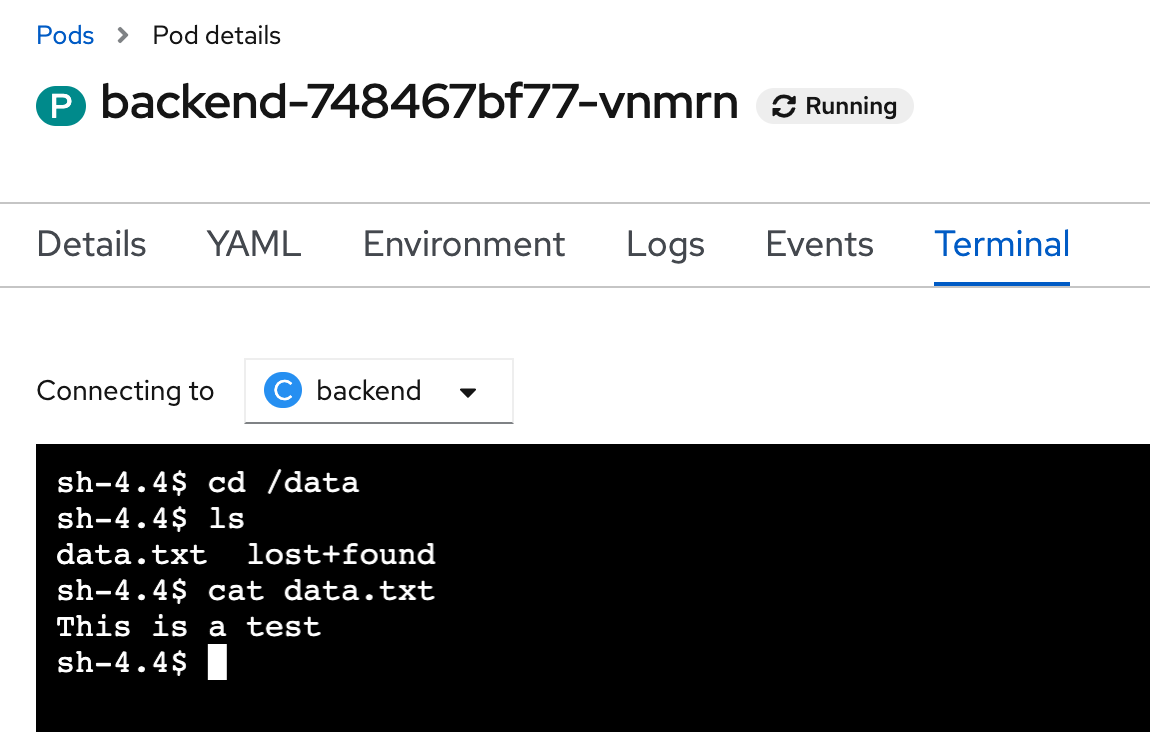 Pods > Pod details
P backend-748467bf77-vnmrn Running
Details YAML Environment Logs Events Terminal
Connecting to C backend
sh-4.4$ cd /data
sh-4.4$ ls
data.txt  lost+found
sh-4.4$ cat data.txt
This is a test
sh-4.4$